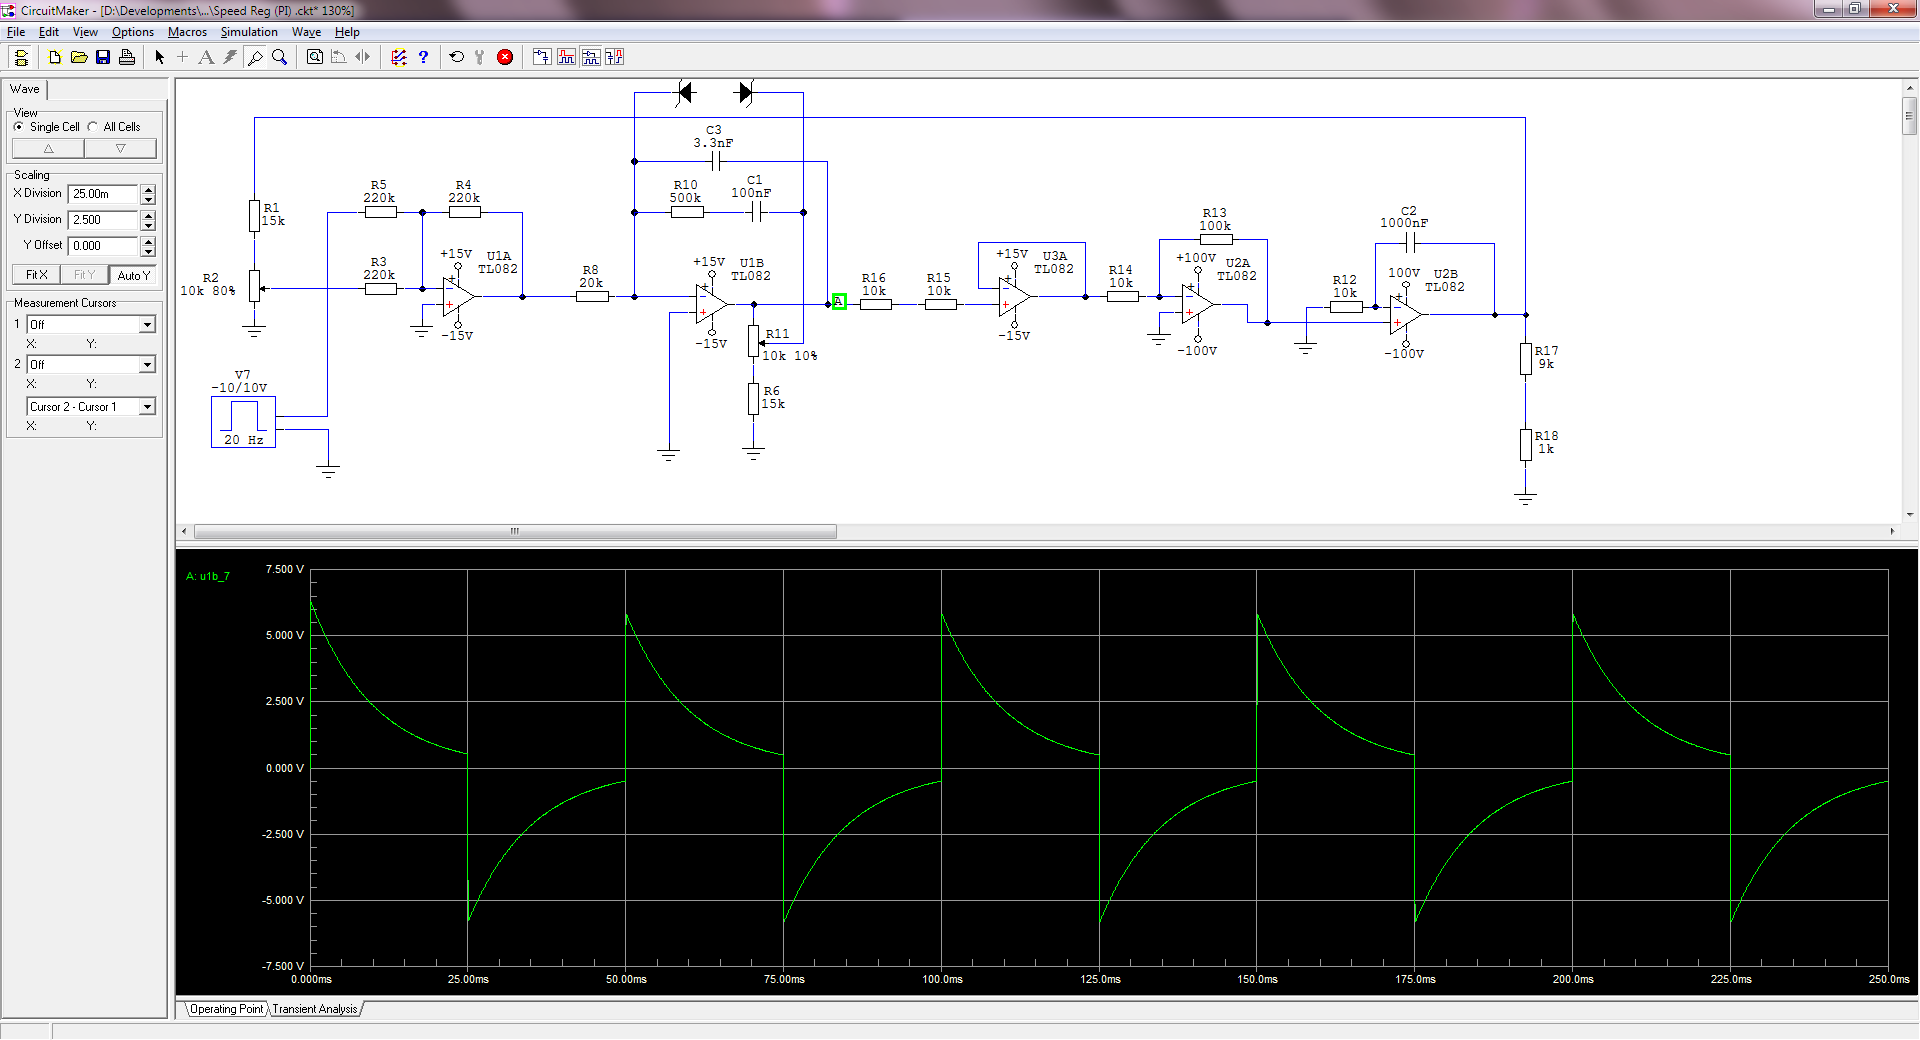 CircuitMaker - [D:\Developments\...\Speed Reg (PI) .ckt* 130%]
File Edit View Options Macros Simulation Wave Help
Wave
View
Single Cell All Cells
Scaling
X Division 25.00m
Y Division 2.500
Y Offset 0.000
Fit X Fit Y Auto Y
Measurement Cursors
1 Off
X: Y:
2 Off
X: Y:
Cursor 2 - Cursor 1
X: Y:
C3
3.3nF
R5
220k
R4
220k
R10
500k
C1
100nF
R1
15k
R2
10k 80%
R3
220k
+15V
U1A
TL082
-15V
R8
20k
+15V
U1B
TL082
-15V
A
R16
10k
R15
10k
+15V
U3A
TL082
-15V
R14
10k
R13
100k
+100V
U2A
TL082
-100V
C2
1000nF
R12
10k
100V
U2B
TL082
-100V
R11
10k 10%
R6
15k
R17
9k
R18
1k
V7
-10/10V
20 Hz
A: u1b_7
7.500 V
5.000 V
2.500 V
0.000 V
-2.500 V
-5.000 V
-7.500 V
0.000ms 25.00ms 50.00ms 75.00ms 100.0ms 125.0ms 150.0ms 175.0ms 200.0ms 225.0ms 250.0ms
Operating Point Transient Analysis